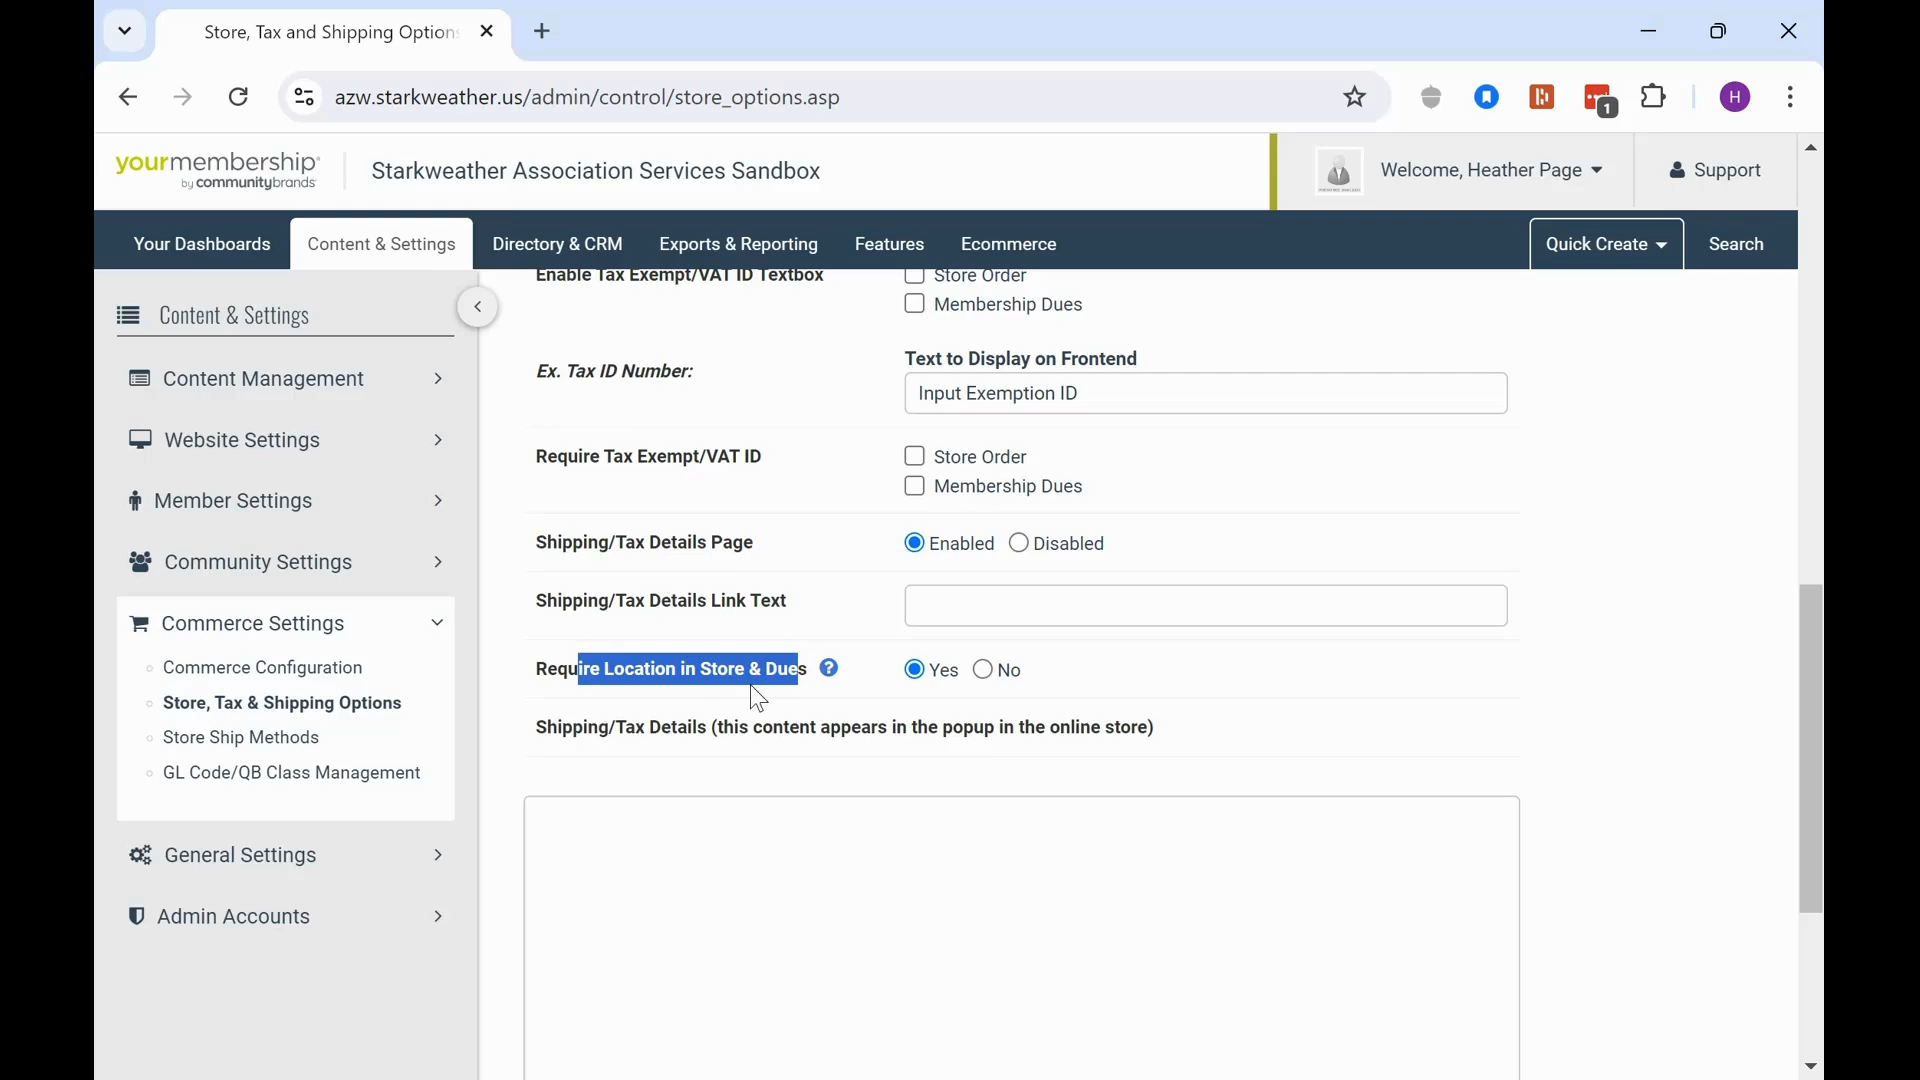 Store, Tax and Shipping Option
azw.starkweather.us/admin/control/store_options.asp
1
H
yourmembership
by communitybrands
Starkweather Association Services Sandbox
Welcome, Heather Page
Support
Your Dashboards
Content & Settings
Directory & CRM
Exports & Reporting
Features
Ecommerce
Quick Create
Search
Content & Settings
Content Management
Website Settings
Member Settings
Community Settings
Commerce Settings
Commerce Configuration
Store, Tax & Shipping Options
Store Ship Methods
GL Code/QB Class Management
General Settings
Admin Accounts
Enable Tax Exempt/VAT ID Textbox
Store Order
Membership Dues
Ex. Tax ID Number:
Text to Display on Frontend
Input Exemption ID
Require Tax Exempt/VAT ID
Store Order
Membership Dues
Shipping/Tax Details Page
Enabled Disabled
Shipping/Tax Details Link Text
Require Location in Store & Dues ?
Yes No
Shipping/Tax Details (this content appears in the popup in the online store)